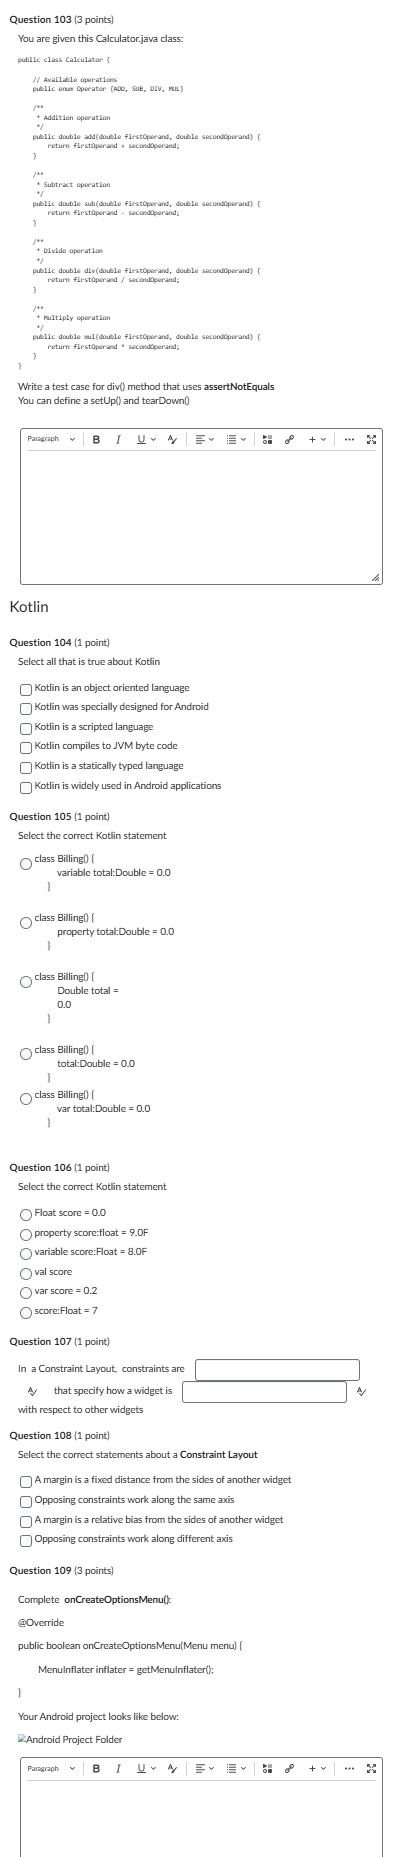 Question 103 (3 points)
You are given this Calculator.java class:
public class Calculator {
// Available operations
public enum Operator {ADD, SUB, DIV, MUL}
/**
* Addition operation
*/
public double add(double firstOperand, double secondOperand) {
return firstOperand + secondOperand;
}
/**
* Subtract operation
*/
public double sub(double firstOperand, double secondOperand) {
return firstOperand - secondOperand;
}
/**
* Divide operation
*/
public double div(double firstOperand, double secondOperand) {
return firstOperand / secondOperand;
}
/**
* Multiply operation
*/
public double mul(double firstOperand, double secondOperand) {
return firstOperand * secondOperand;
}
}
Write a test case for div() method that uses assertNotEquals
You can define a setUp() and tearDown()
Paragraph B I U
Kotlin
Question 104 (1 point)
Select all that is true about Kotlin
Kotlin is an object oriented language
Kotlin was specially designed for Android
Kotlin is a scripted language
Kotlin compiles to JVM byte code
Kotlin is a statically typed language
Kotlin is widely used in Android applications
Question 105 (1 point)
Select the correct Kotlin statement
class Billing() {
variable total:Double = 0.0
}
class Billing() {
property total:Double = 0.0
}
class Billing() {
Double total =
0.0
}
class Billing() {
total:Double = 0.0
}
class Billing() {
var total:Double = 0.0
}
Question 106 (1 point)
Select the correct Kotlin statement
Float score = 0.0
property score:float = 9.0F
variable score:Float = 8.0F
val score
var score = 0.2
score:Float = 7
Question 107 (1 point)
In a Constraint Layout, constraints are
that specify how a widget is
with respect to other widgets
Question 108 (1 point)
Select the correct statements about a Constraint Layout
A margin is a fixed distance from the sides of another widget
Opposing constraints work along the same axis
A margin is a relative bias from the sides of another widget
Opposing constraints work along different axis
Question 109 (3 points)
Complete onCreateOptionsMenu():
@Override
public boolean onCreateOptionsMenu(Menu menu) {
MenuInflater inflater = getMenuInflater();
}
Your Android project looks like below:
Android Project Folder
Paragraph B I U